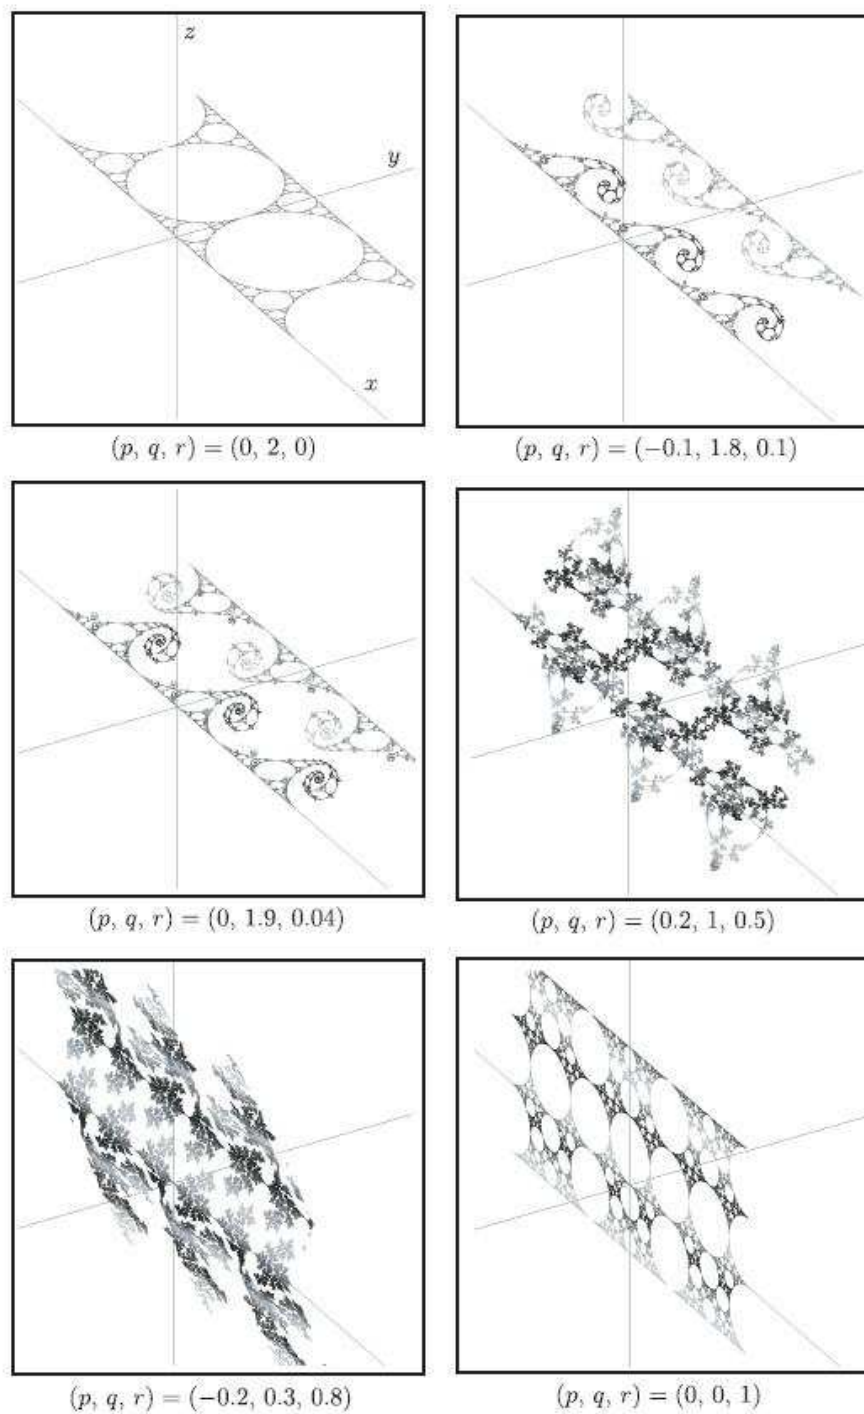 z
y
x
(p, q, r) = (0, 2, 0)
(p, q, r) = (−0.1, 1.8, 0.1)
(p, q, r) = (0, 1.9, 0.04)
(p, q, r) = (0.2, 1, 0.5)
(p, q, r) = (−0.2, 0.3, 0.8)
(p, q, r) = (0, 0, 1)